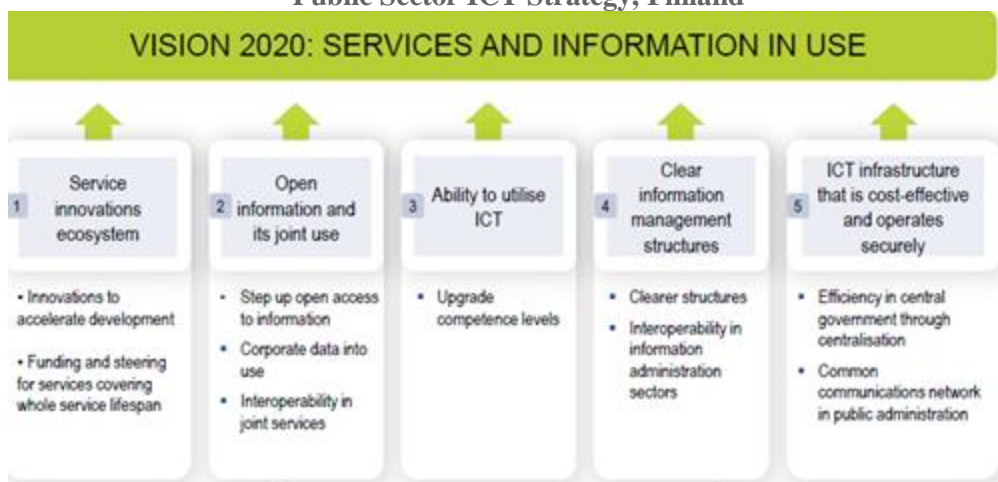 Public Sector ICT Strategy, Finland
VISION 2020: SERVICES AND INFORMATION IN USE
1
Service
innovations
ecosystem
• Innovations to
accelerate development
• Funding and steering
for services covering
whole service lifespan
2
Open
information and
its joint use
• Step up open access
to information
• Corporate data into
use
• Interoperability in
joint services
3
Ability to utilise
ICT
• Upgrade
competence levels
4
Clear
information
management
structures
• Clearer structures
• Interoperability in
information
administration
sectors
5
ICT infrastructure
that is cost-effective
and operates
securely
• Efficiency in central
government through
centralisation
• Common
communications network
in public administration